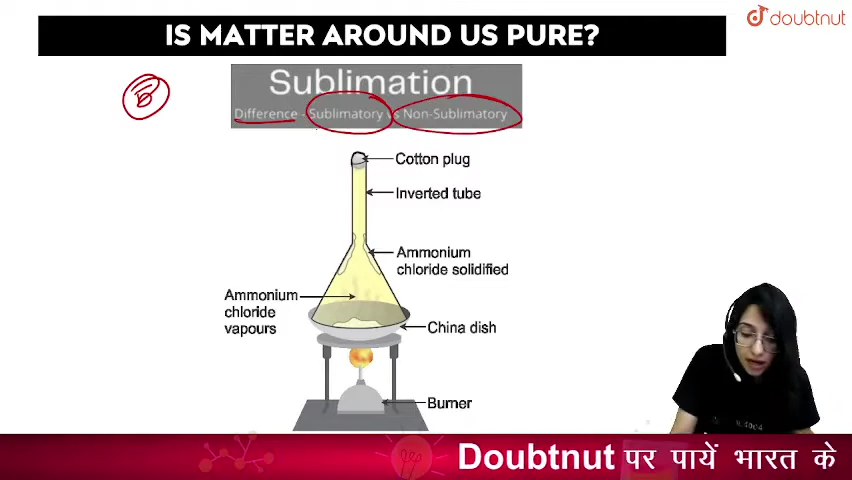 doubtnut
IS MATTER AROUND US PURE?
Sublimation
Difference - Sublimatory vs Non-Sublimatory
Cotton plug
Inverted tube
Ammonium
chloride solidified
Ammonium
chloride
vapours
China dish
Burner
Doubtnut पर पायें भारत के